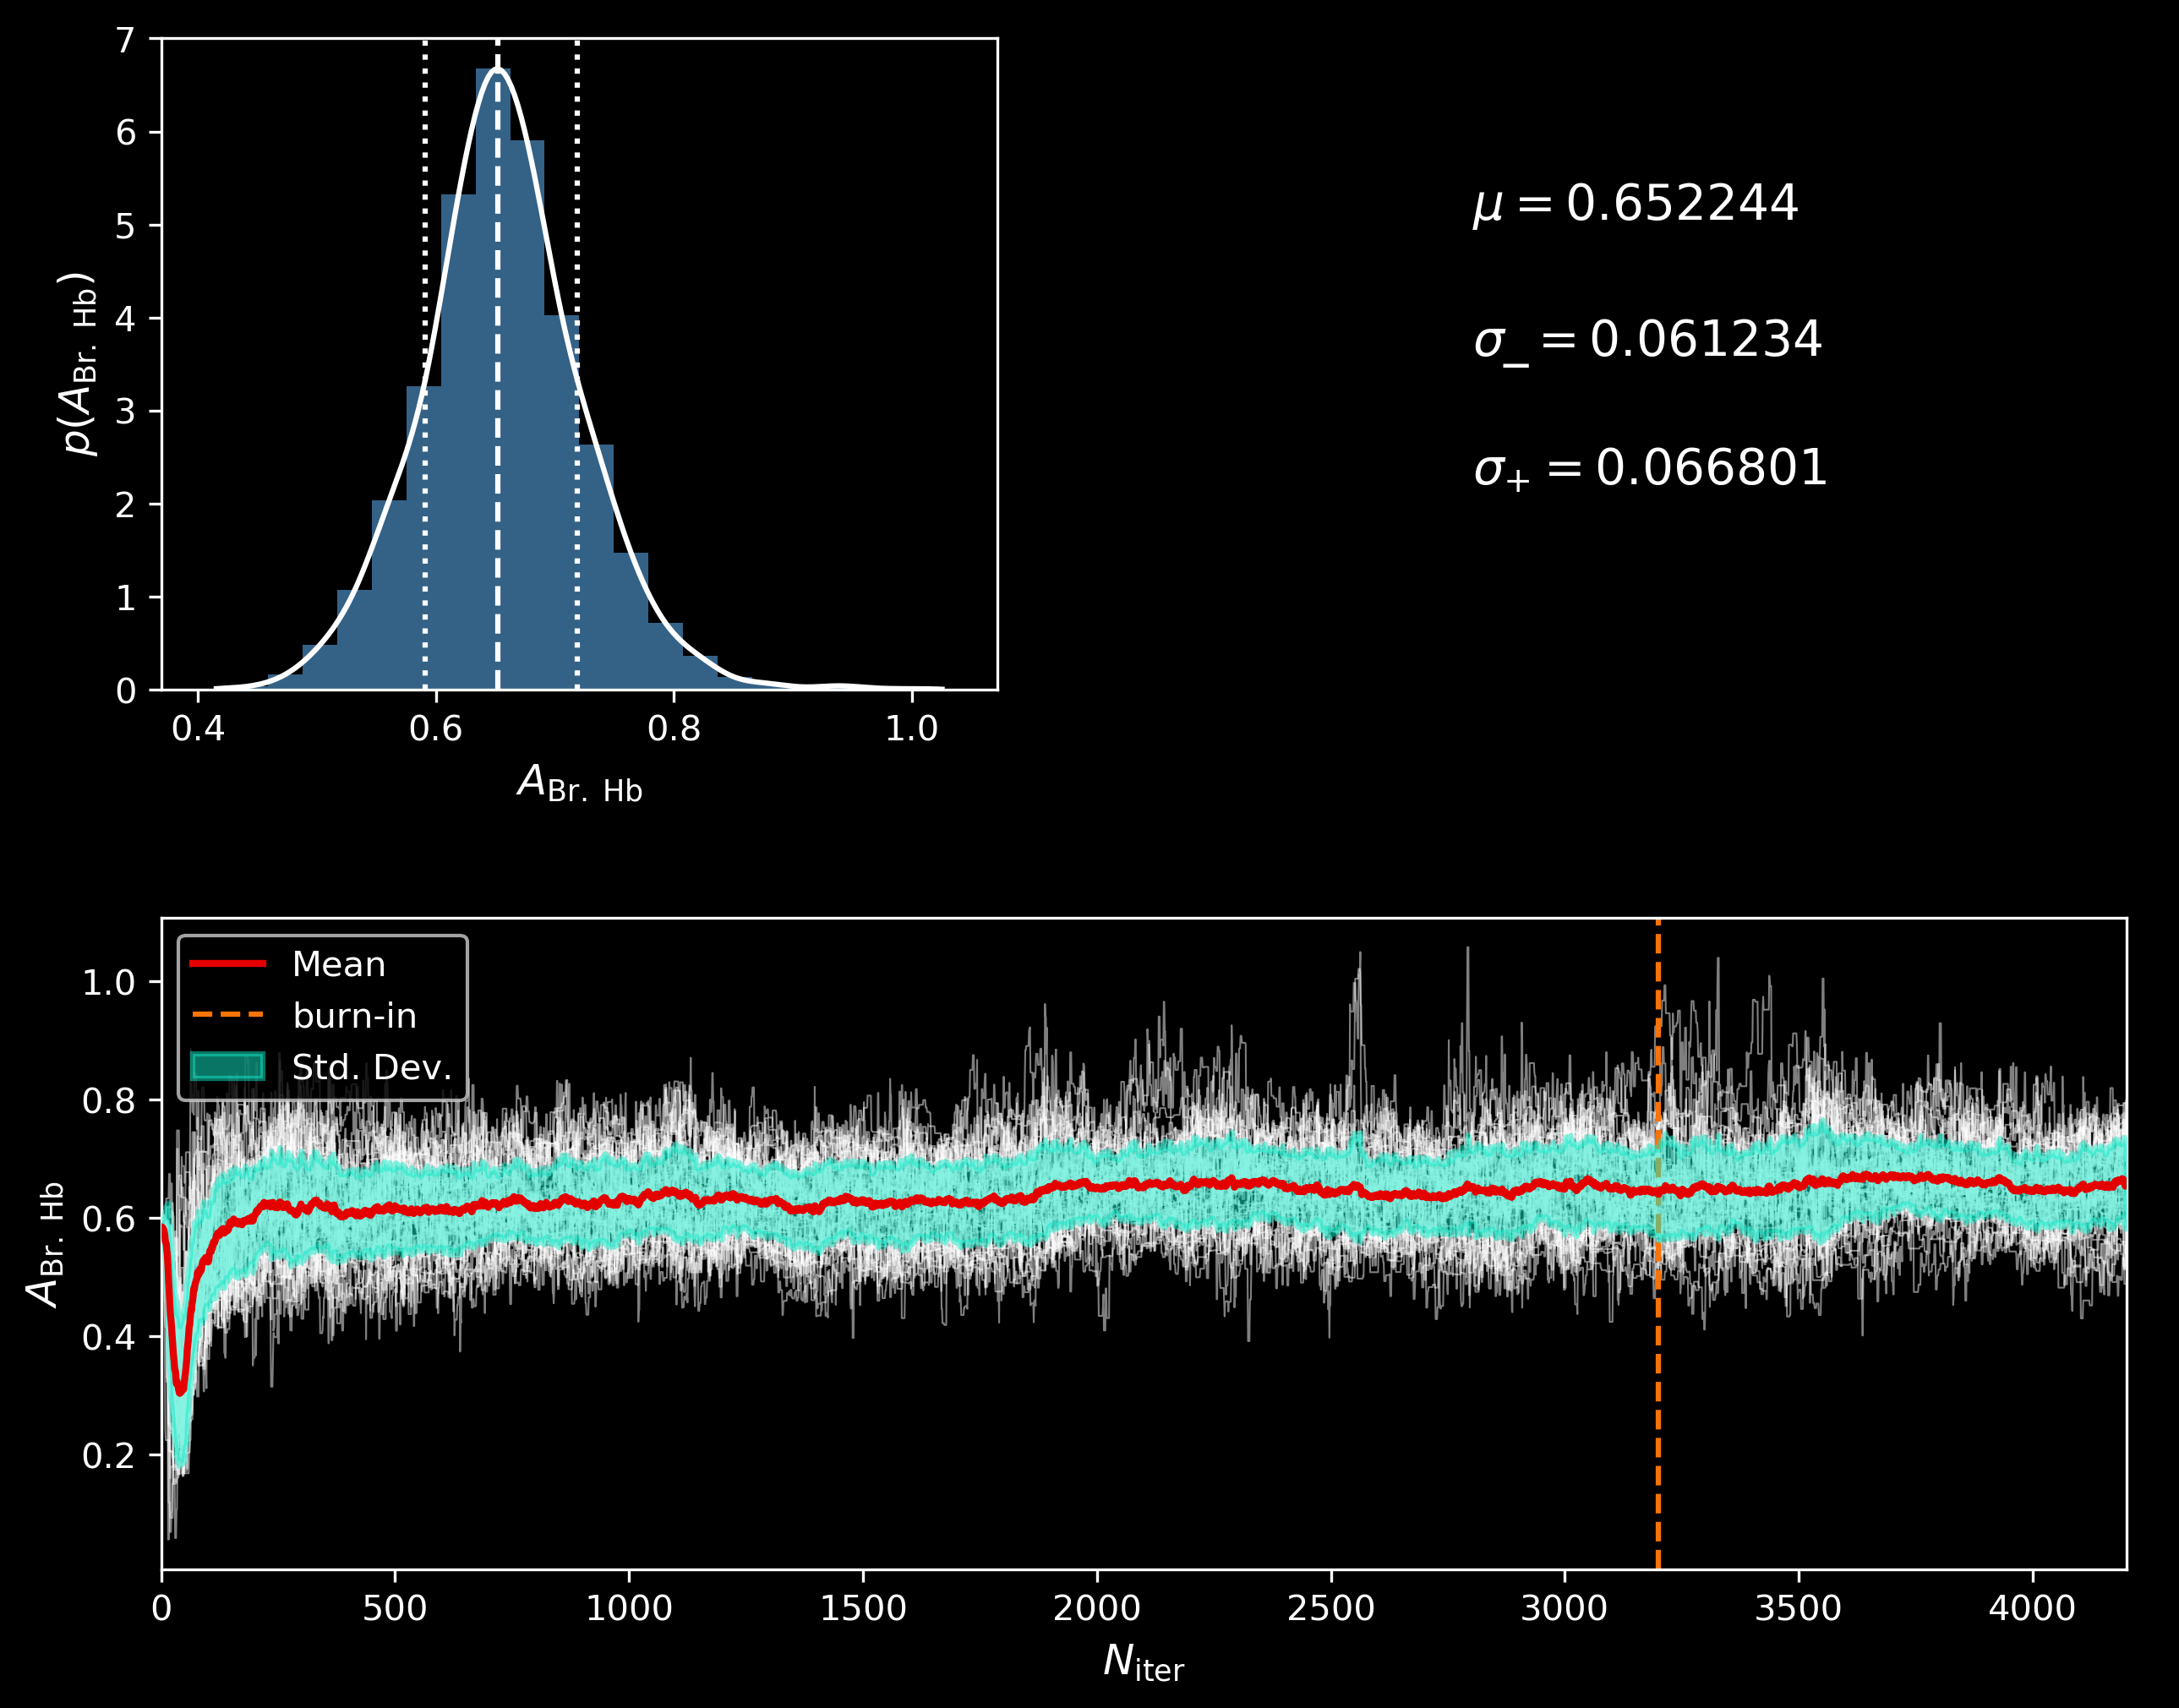 7
6
5
4
3
2
1
0
p(A_Br. Hb)
0.4 0.6 0.8 1.0
A_Br. Hb
μ = 0.652244
σ_− = 0.061234
σ_+ = 0.066801
Mean
burn-in
Std. Dev.
1.0
0.8
0.6
0.4
0.2
A_Br. Hb
0 500 1000 1500 2000 2500 3000 3500 4000
N_iter